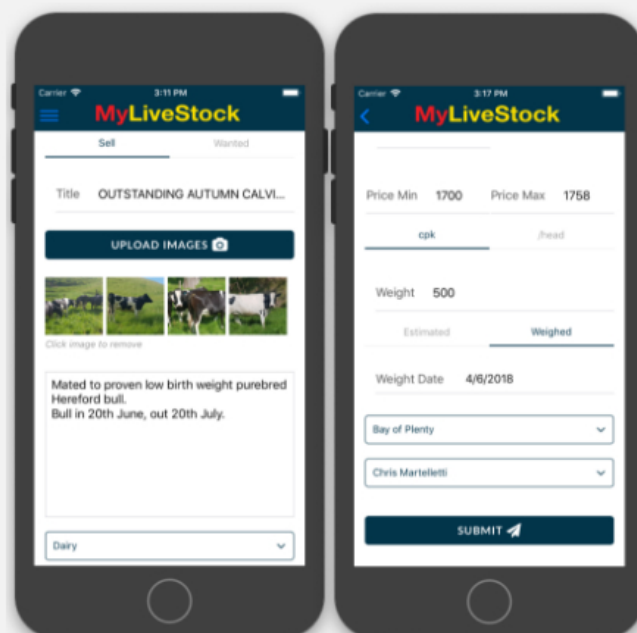 Carrier
3:11 PM
MyLiveStock
Sell
Wanted
Title
OUTSTANDING AUTUMN CALVI...
UPLOAD IMAGES
Click image to remove
Mated to proven low birth weight purebred
Hereford bull.
Bull in 20th June, out 20th July.
Dairy
Carrier
3:17 PM
MyLiveStock
Price Min
1700
Price Max
1758
cpk
/head
Weight
500
Estimated
Weighed
Weight Date
4/6/2018
Bay of Plenty
Chris Martelletti
SUBMIT